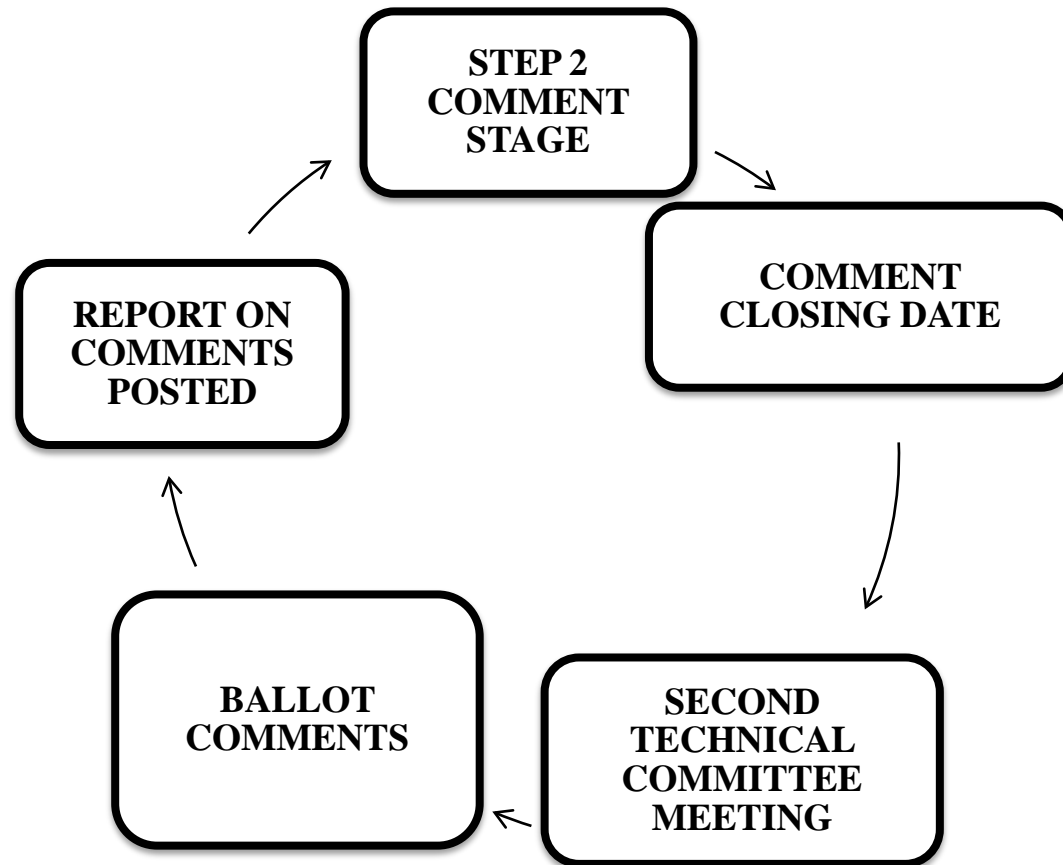 STEP 2
COMMENT
STAGE
COMMENT
CLOSING DATE
SECOND
TECHNICAL
COMMITTEE
MEETING
BALLOT
COMMENTS
REPORT ON
COMMENTS
POSTED